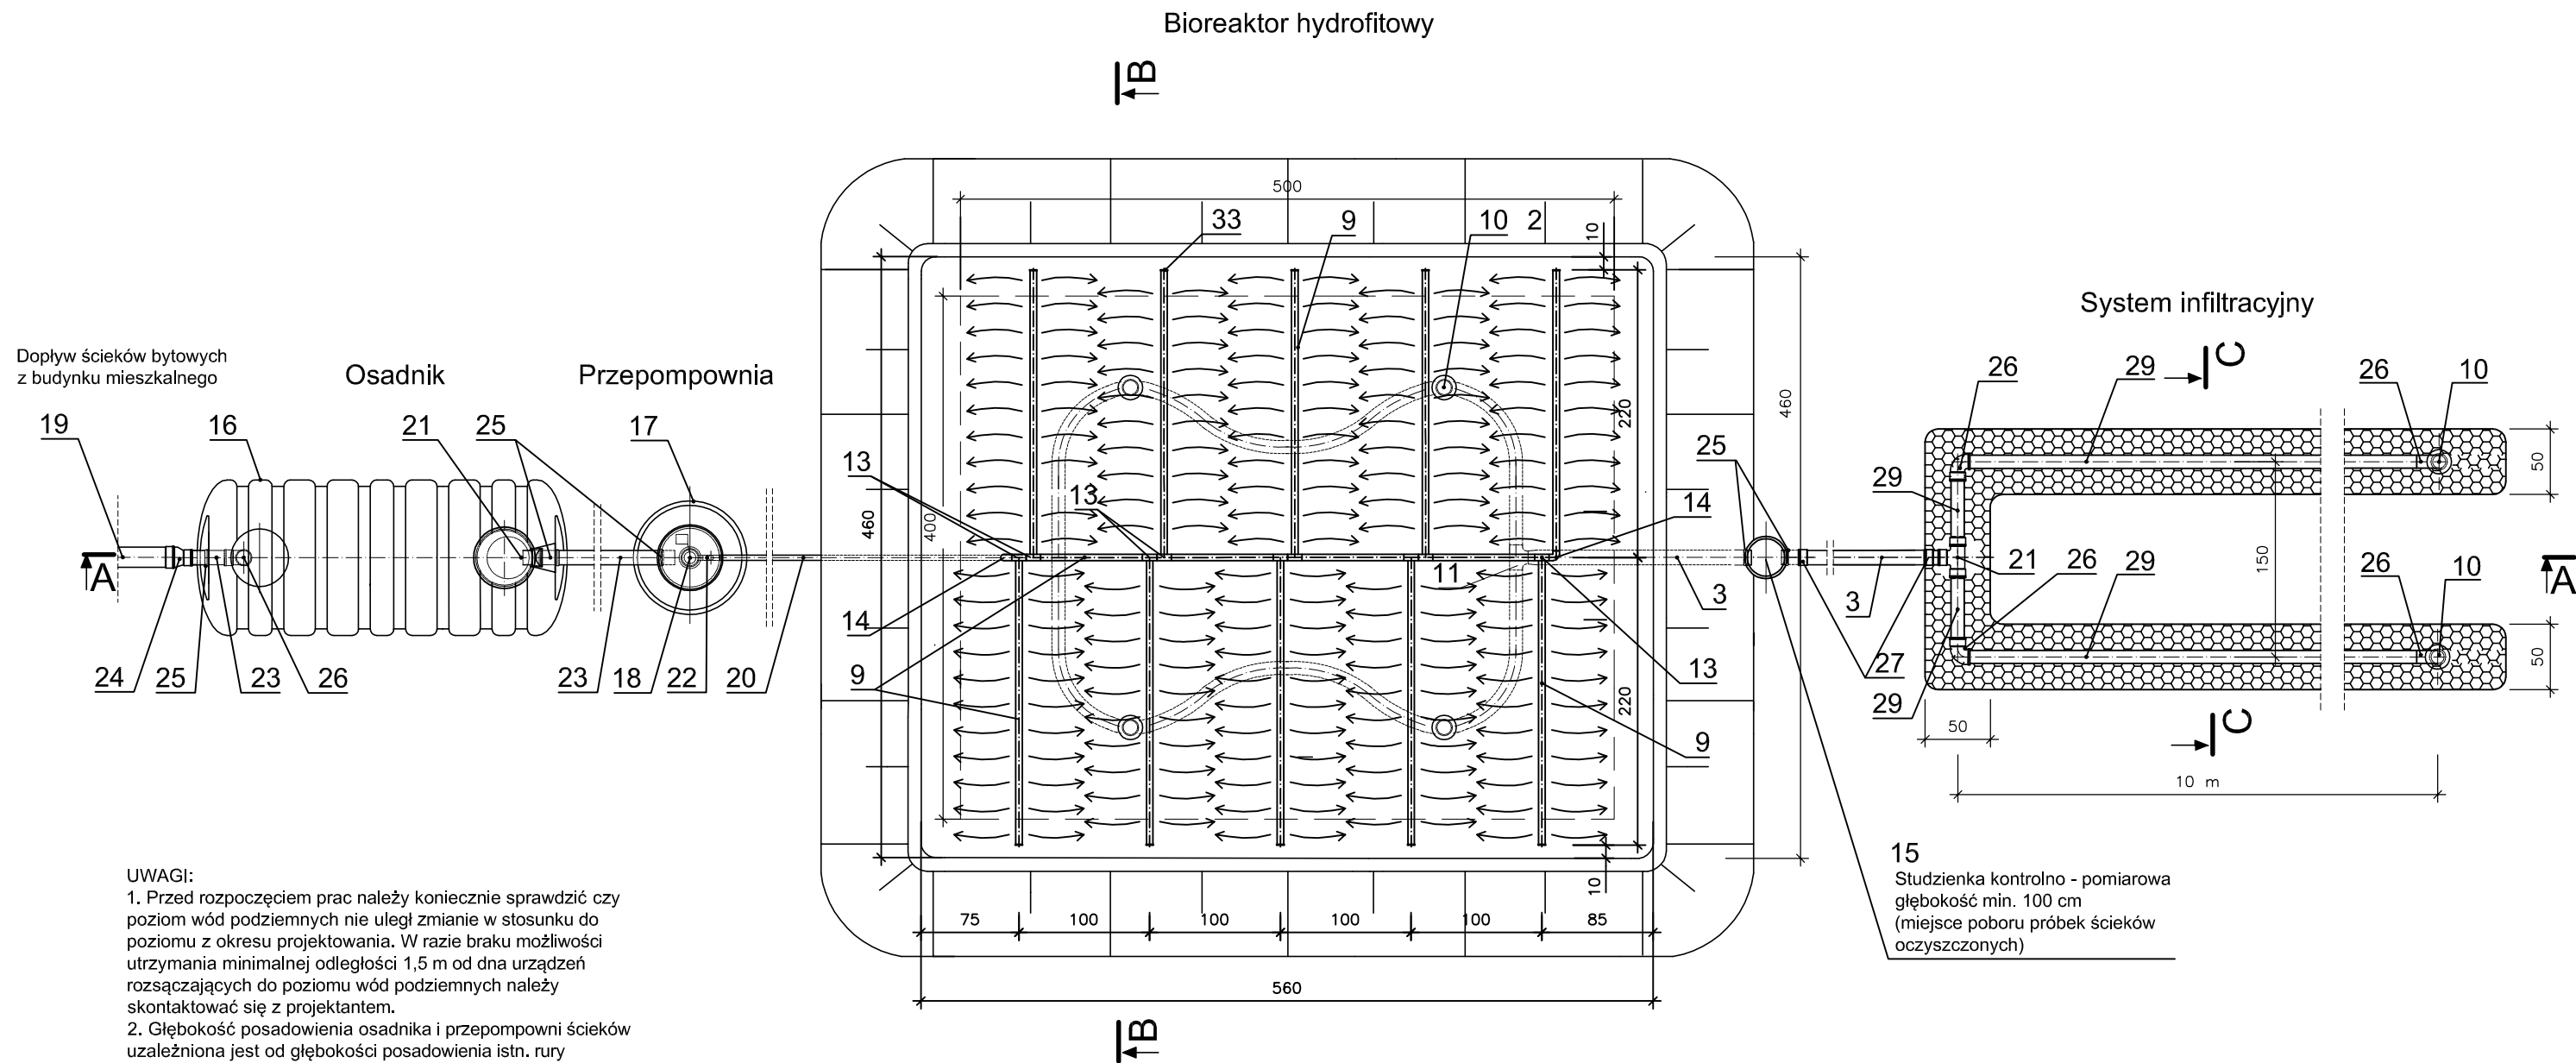 Bioreaktor hydrofitowy
B
500
33
9
10
2
10
System infiltracyjny
Dopływ ścieków bytowych
z budynku mieszkalnego
Osadnik
Przepompownia
C
26
29
26
10
19
16
21
25
17
13
13
460
400
220
460
25
14
29
50
A
11
3
3
21
26
29
150
26
10
A
14
9
24
25
23
26
23
18
22
20
13
27
29
50
220
9
50
C
10 m
10
15
Studzienka kontrolno - pomiarowa
głębokość min. 100 cm
(miejsce poboru próbek ścieków
oczyszczonych)
75
100
100
100
100
85
560
B
UWAGI:
1. Przed rozpoczęciem prac należy koniecznie sprawdzić czy
poziom wód podziemnych nie uległ zmianie w stosunku do
poziomu z okresu projektowania. W razie braku możliwości
utrzymania minimalnej odległości 1,5 m od dna urządzeń
rozsączających do poziomu wód podziemnych należy
skontaktować się z projektantem.
2. Głębokość posadowienia osadnika i przepompowni ścieków
uzależniona jest od głębokości posadowienia istn. rury